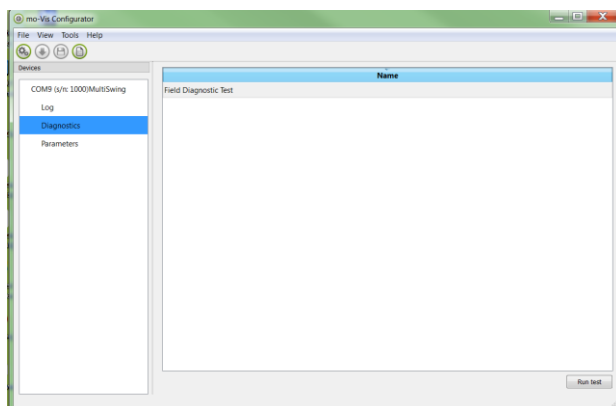 mo-Vis Configurator
File View Tools Help
Devices
COM9 (s/n: 1000)MultiSwing
Log
Diagnostics
Parameters
Name
Field Diagnostic Test
Run test